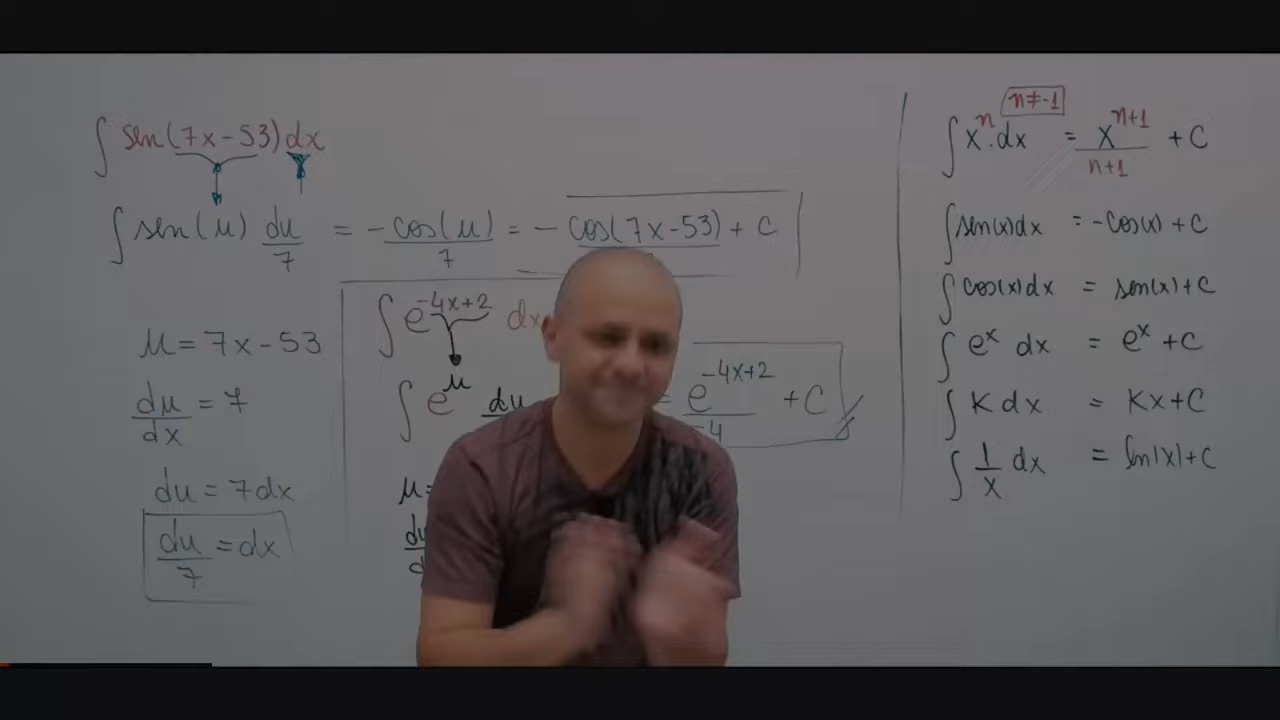 ∫ sen(7x-53)dx
∫ sen(u) du/7 = -cos(u)/7 = -cos(7x-53) + C
u = 7x-53
du/dx = 7
du = 7dx
du/7 = dx
∫ e^(-4x+2) dx
∫ e^u du = e^(-4x+2)/-4 + C
u=
du
n≠-1
∫ x^n.dx = x^(n+1)/(n+1) + C
∫ sen(x)dx = -cos(x) + C
∫ cos(x)dx = sen(x)+C
∫ e^x dx = e^x + C
∫ K dx = Kx+C
∫ 1/x dx = ln|x|+C